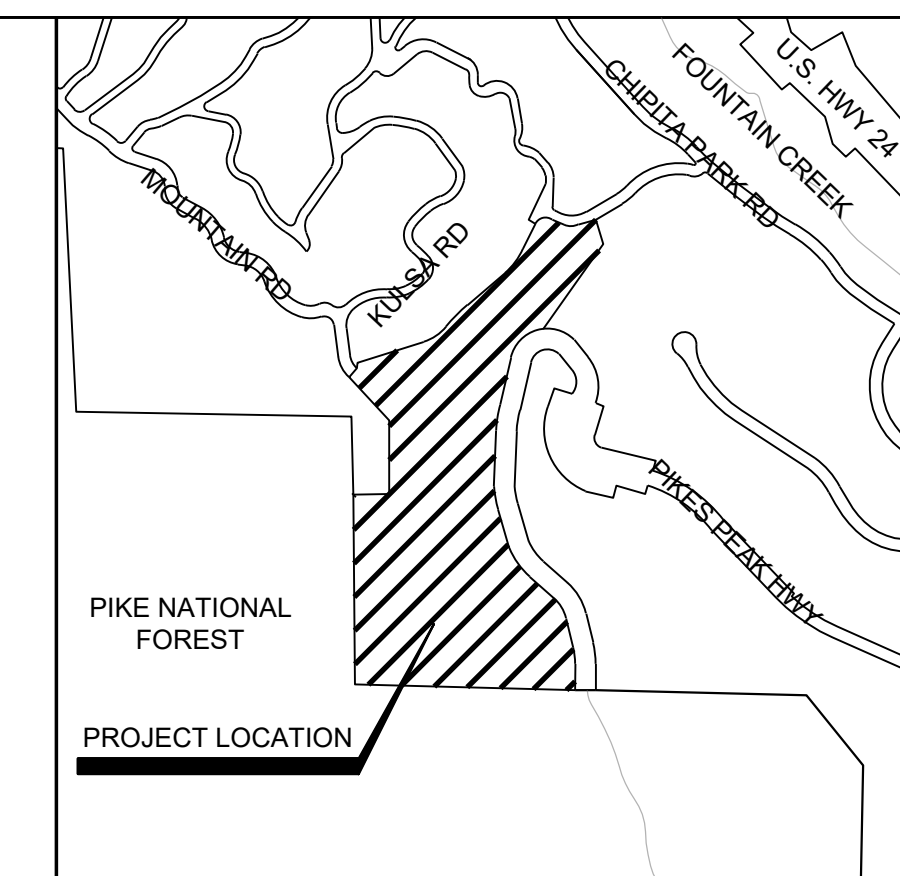 U.S. HWY 24
FOUNTAIN CREEK
CHIPITA PARK RD
MOUNTAIN RD
KULSA RD
PIKES PEAK HWY
PIKE NATIONAL
FOREST
PROJECT LOCATION